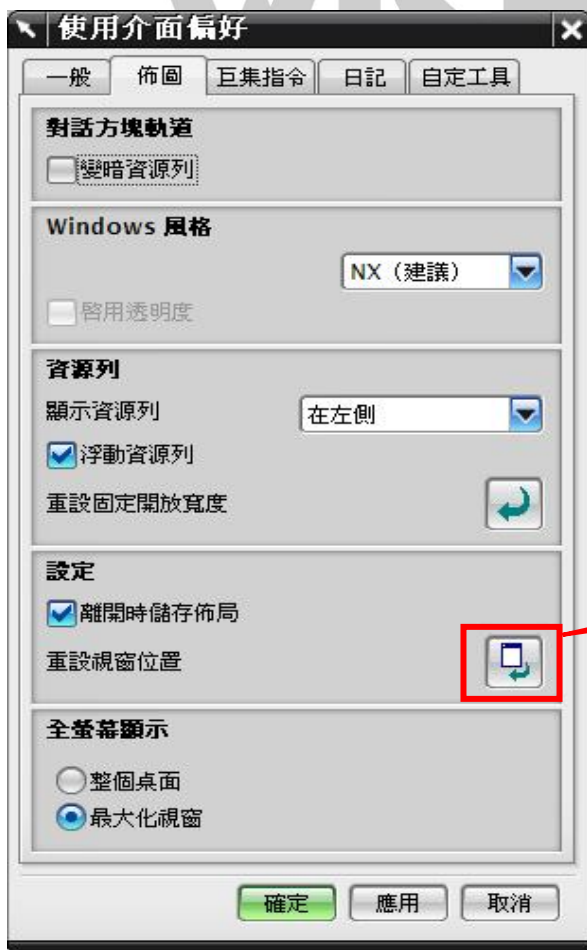 使用介面偏好
一般 佈圖 巨集指令 日記 自定工具
對話方塊軌道
變暗資源列
Windows 風格
NX（建議）
啓用透明度
資源列
顯示資源列 在左側
浮動資源列
重設固定開放寬度
設定
離開時儲存佈局
重設視窗位置
全螢幕顯示
整個桌面
最大化視窗
確定 應用 取消